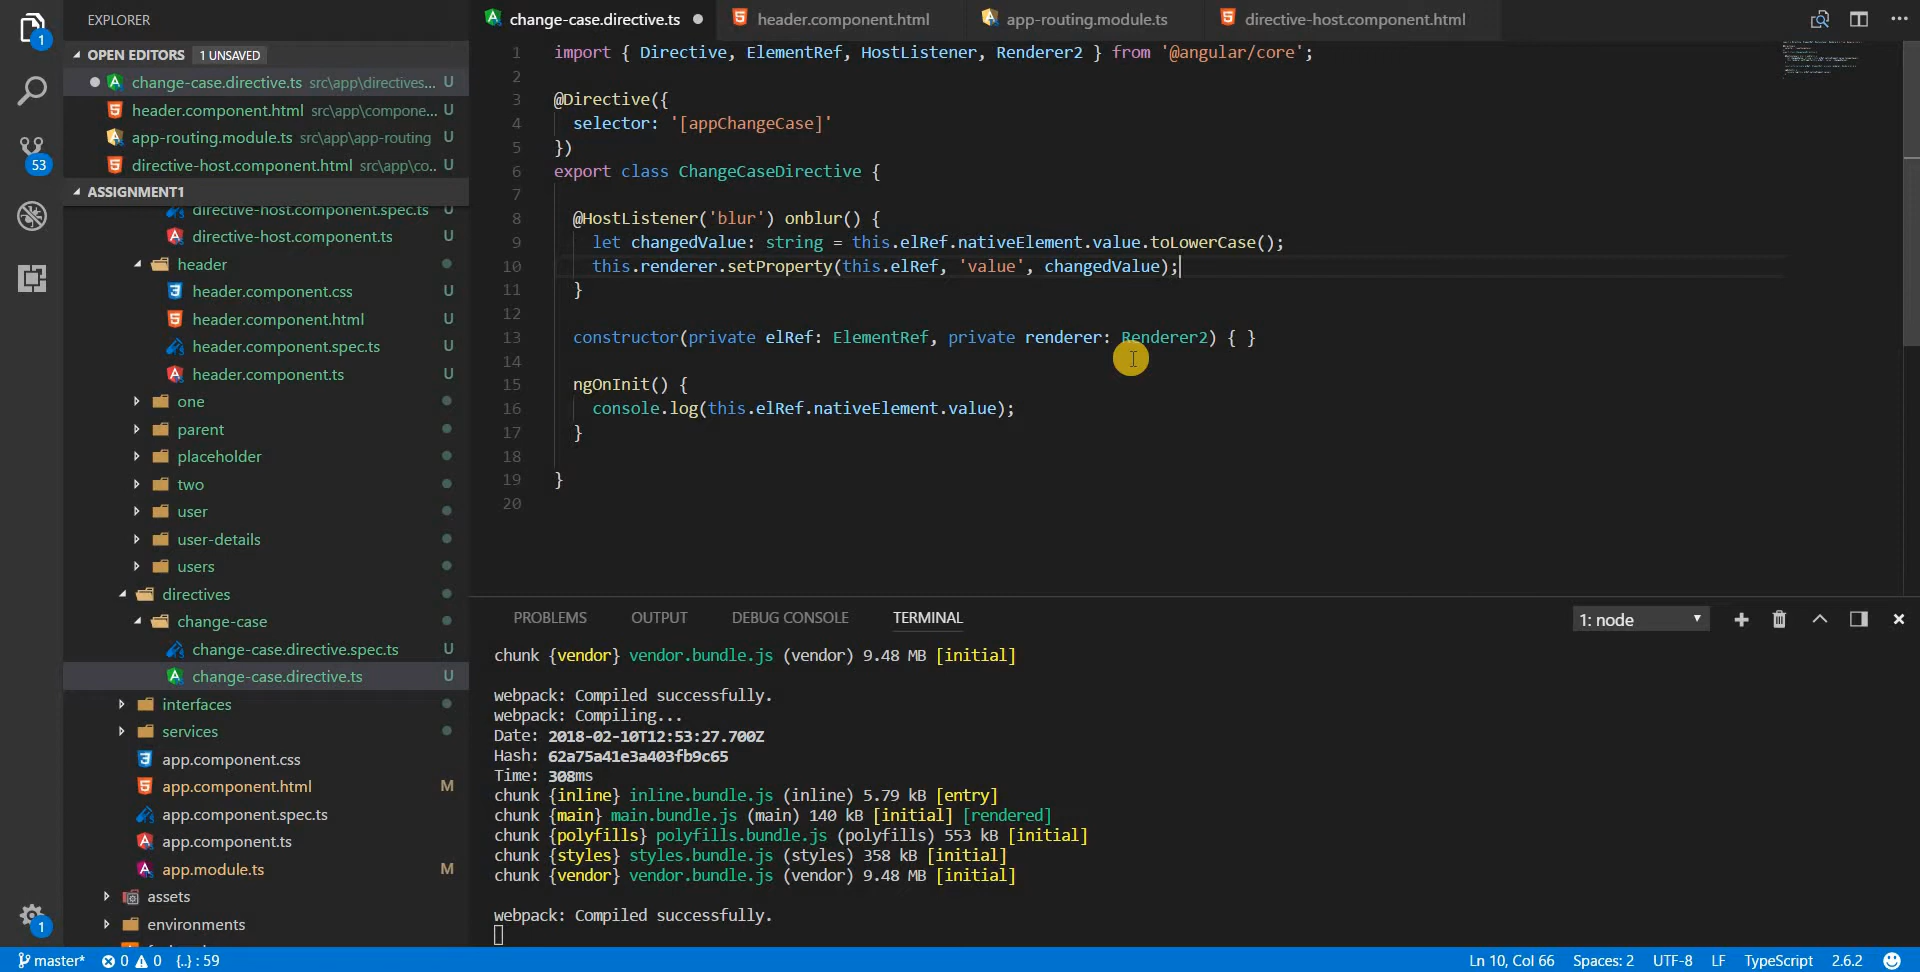 change-case.directive.ts
header.component.html
app-routing.module.ts
directive-host.component.html
EXPLORER
OPEN EDITORS 1 UNSAVED
change-case.directive.ts src\app\directives... U
header.component.html src\app\compone... U
app-routing.module.ts src\app\app-routing U
directive-host.component.html src\app\co.. U
ASSIGNMENT1
directive-host.component.spec.ts U
directive-host.component.ts U
header
header.component.css U
header.component.html U
header.component.spec.ts U
header.component.ts U
one
parent
placeholder
two
user
user-details
users
directives
change-case
change-case.directive.spec.ts U
change-case.directive.ts U
interfaces
services
app.component.css
app.component.html M
app.component.spec.ts
app.component.ts
app.module.ts M
assets
environments
1
53
1
1 import { Directive, ElementRef, HostListener, Renderer2 } from '@angular/core';
2
3 @Directive({
4 selector: '[appChangeCase]'
5 })
6 export class ChangeCaseDirective {
7
8 @HostListener('blur') onblur() {
9 let changedValue: string = this.elRef.nativeElement.value.toLowerCase();
10 this.renderer.setProperty(this.elRef, 'value', changedValue);
11 }
12
13 constructor(private elRef: ElementRef, private renderer: Renderer2) { }
14
15 ngOnInit() {
16 console.log(this.elRef.nativeElement.value);
17 }
18
19 }
20
PROBLEMS OUTPUT DEBUG CONSOLE TERMINAL 1: node
chunk {vendor} vendor.bundle.js (vendor) 9.48 MB [initial]
webpack: Compiled successfully.
webpack: Compiling...
Date: 2018-02-10T12:53:27.700Z
Hash: 62a75a41e3a403fb9c65
Time: 308ms
chunk {inline} inline.bundle.js (inline) 5.79 kB [entry]
chunk {main} main.bundle.js (main) 140 kB [initial] [rendered]
chunk {polyfills} polyfills.bundle.js (polyfills) 553 kB [initial]
chunk {styles} styles.bundle.js (styles) 358 kB [initial]
chunk {vendor} vendor.bundle.js (vendor) 9.48 MB [initial]
webpack: Compiled successfully.
master* 0 0 {..} : 59 Ln 10, Col 66 Spaces: 2 UTF-8 LF TypeScript 2.6.2